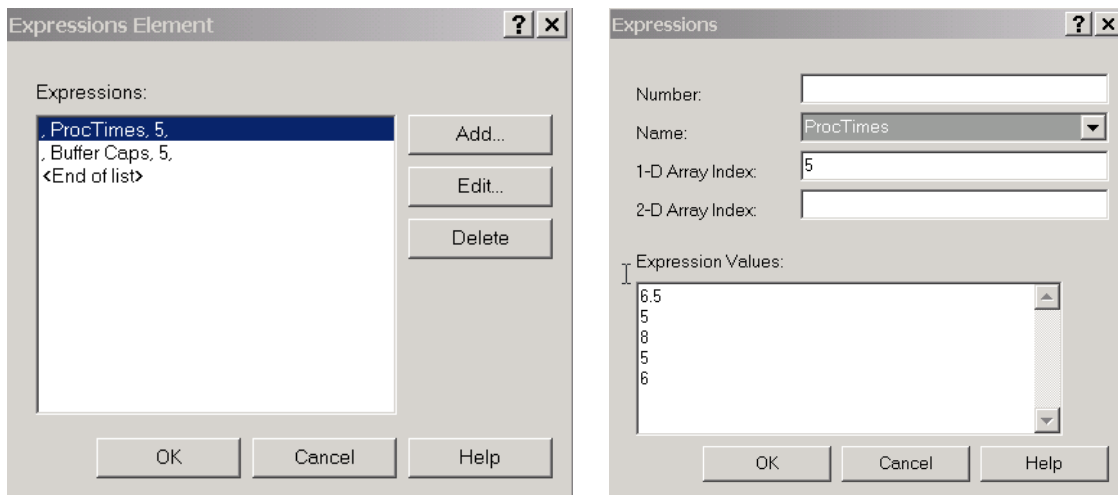 Expressions Element
Expressions:
, ProcTimes, 5,
, Buffer Caps, 5,
<End of list>
Add...
Edit...
Delete
OK
Cancel
Help
Expressions
Number:
Name:
ProcTimes
1-D Array Index:
5
2-D Array Index:
Expression Values:
6.5
5
8
5
6
OK
Cancel
Help